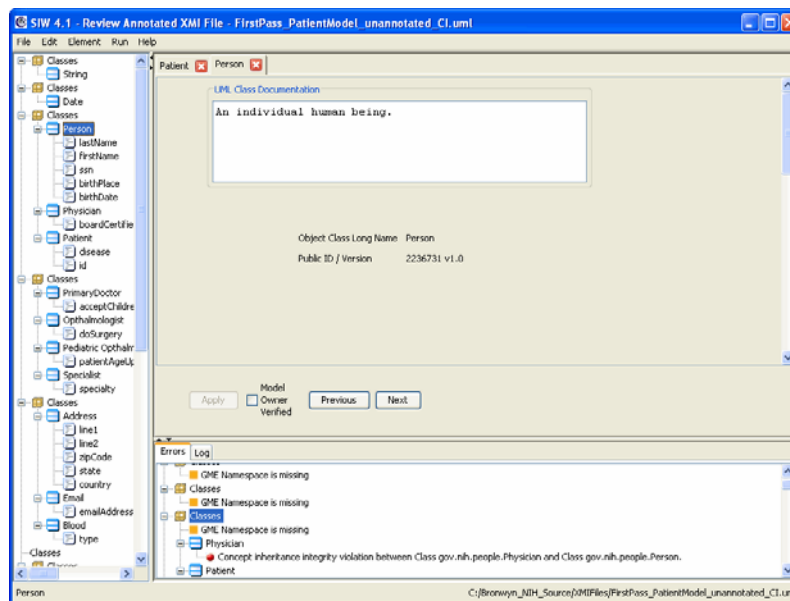 SIW 4.1 - Review Annotated XMI File - FirstPass_PatientModel_unannotated_CI.uml
File Edit Element Run Help
Classes
String
Classes
Date
Classes
Person
lastName
firstName
ssn
birthPlace
birthDate
Physician
boardCertifie
Patient
disease
id
Classes
PrimaryDoctor
acceptChildre
Opthalmologist
doSurgery
Pediatric Opthalm
patientAgeUp
Specialist
specialty
Classes
Address
line1
line2
zipCode
state
country
Email
emailAddress
Blood
type
Classes
Patient Person
UML Class Documentation
An individual human being.
Object Class Long Name Person
Public ID / Version 2236731 v1.0
Apply
Model
Owner
Verified
Previous Next
Errors Log
GME Namespace is missing
Classes
GME Namespace is missing
Classes
GME Namespace is missing
Physician
Concept inheritance integrity violation between Class gov.nih.people.Physician and Class gov.nih.people.Person.
Patient
Person
C:/Bronwyn_NIH_Source/XMIFiles/FirstPass_PatientModel_unannotated_CI.um